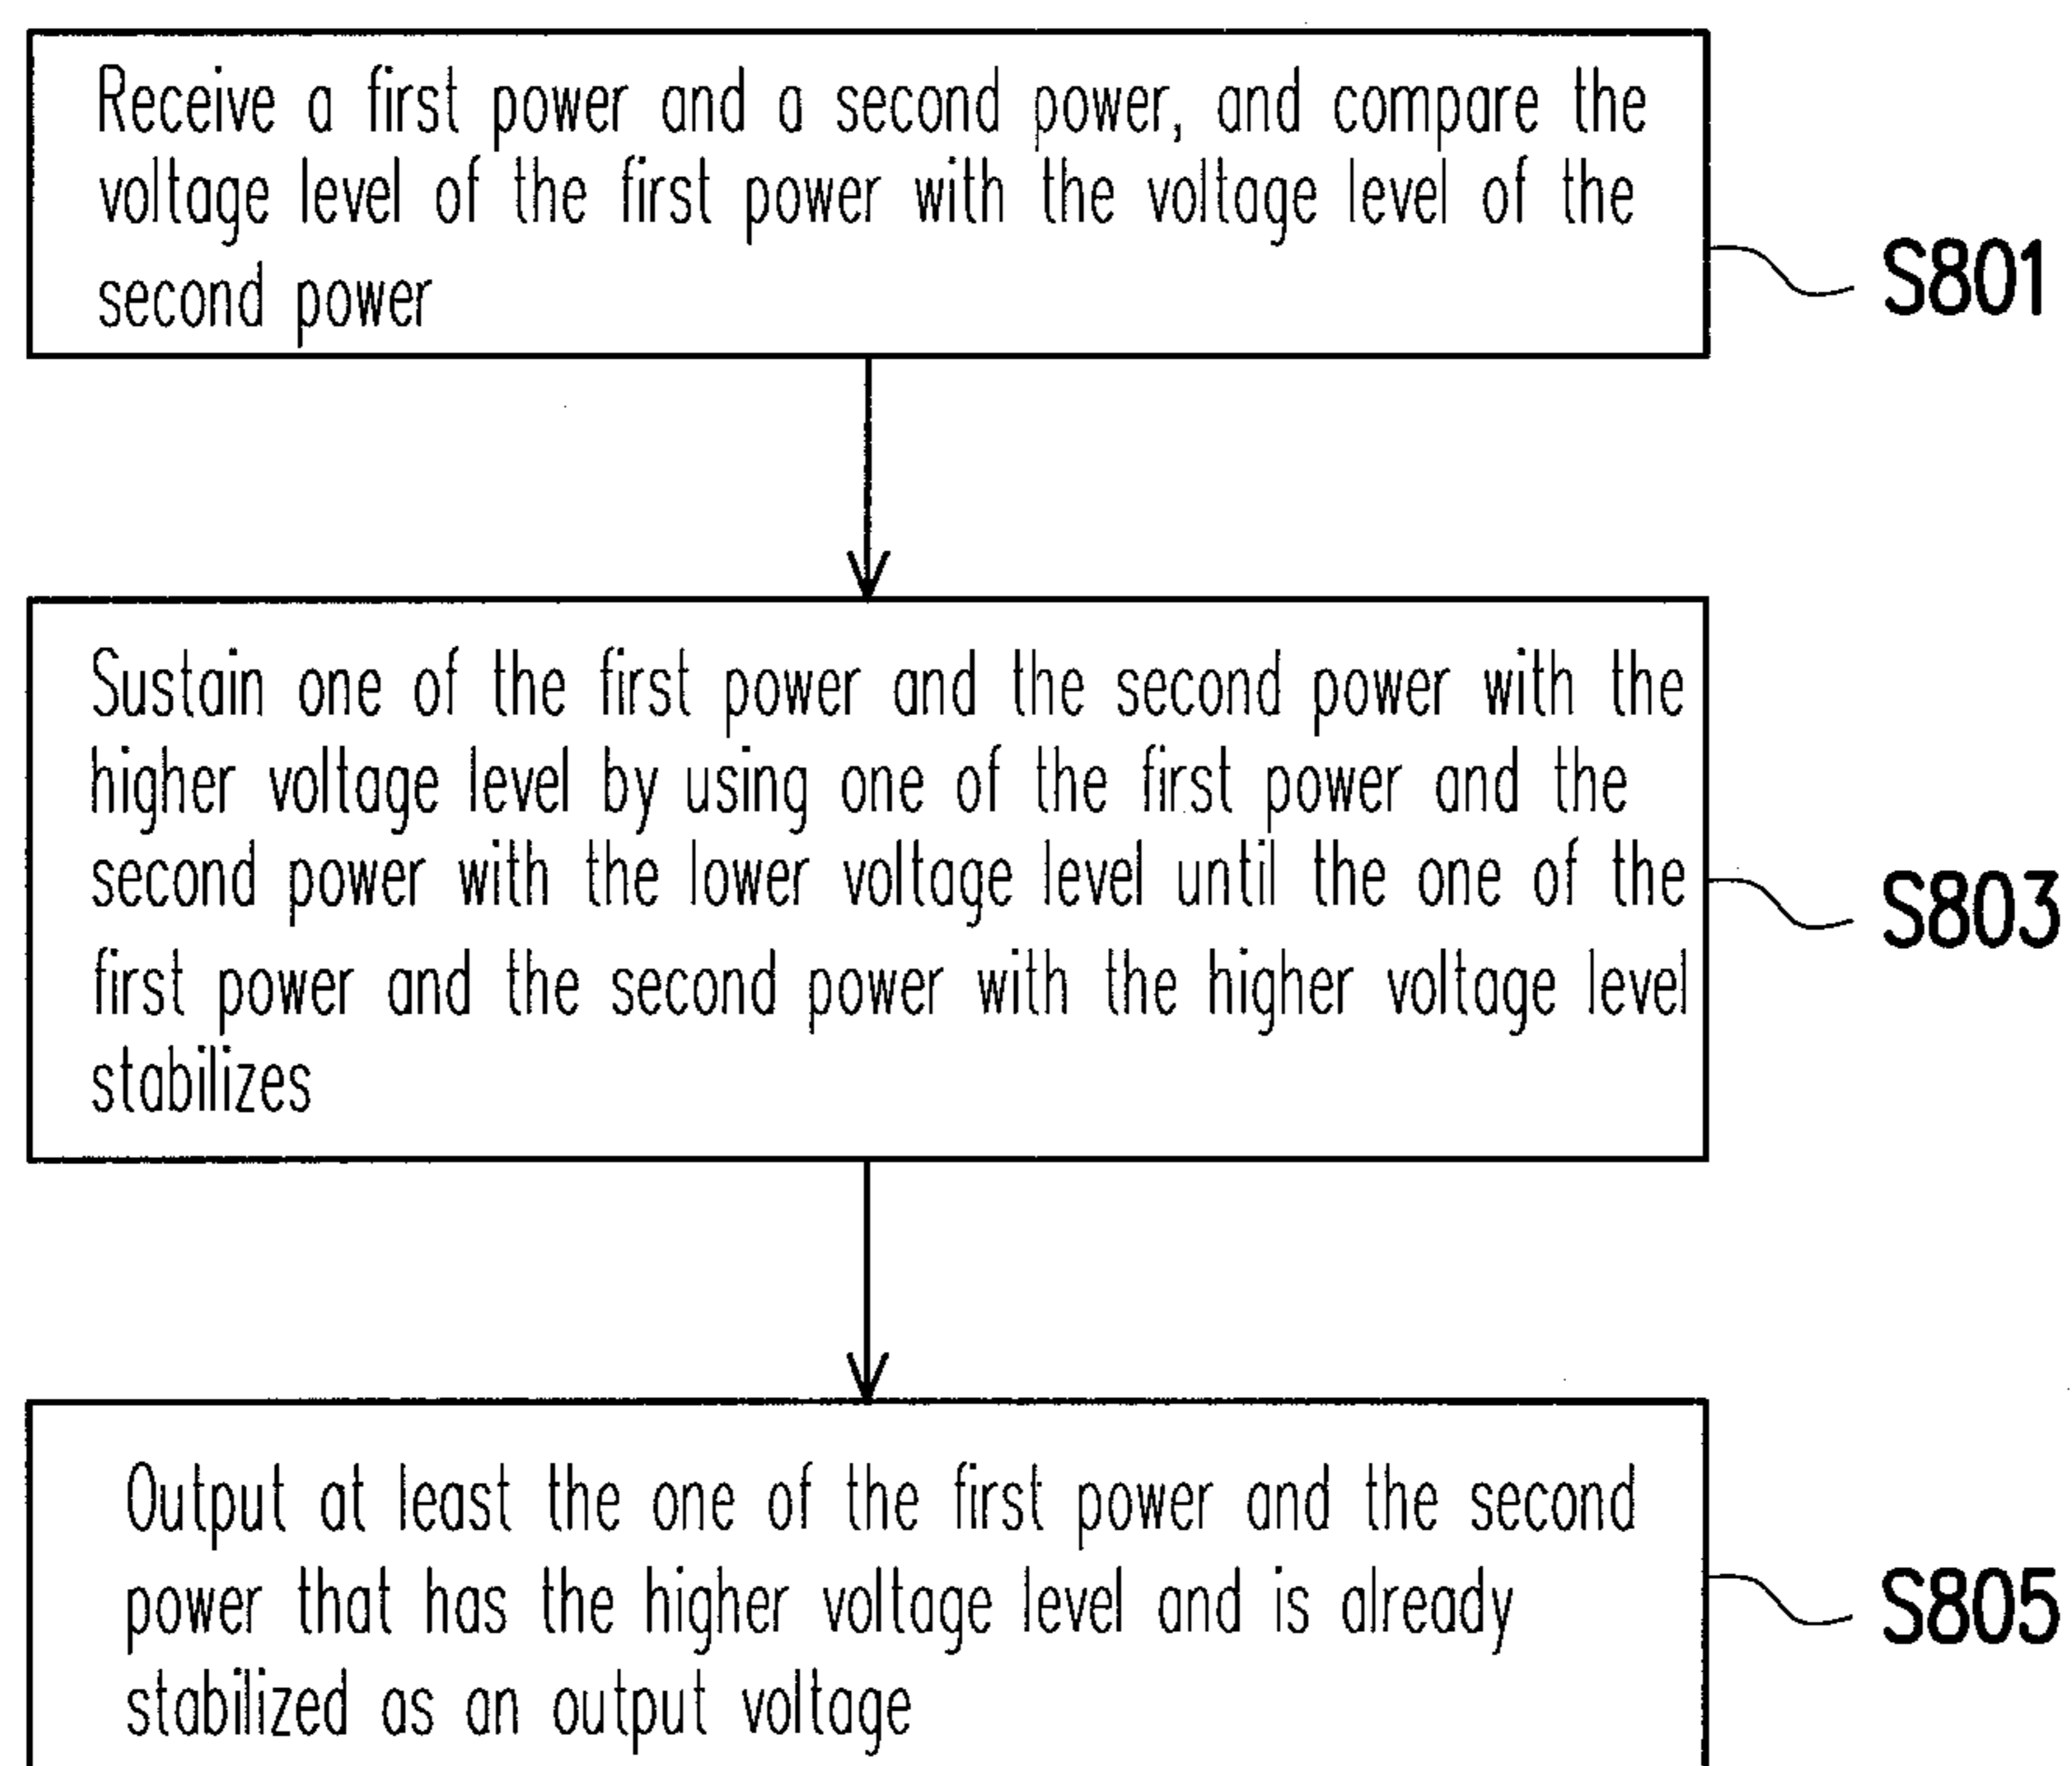 Receive a first power and a second power, and compare the
voltage level of the first power with the voltage level of the
second power
S801
Sustain one of the first power and the second power with the
higher voltage level by using one of the first power and the
second power with the lower voltage level until the one of the
first power and the second power with the higher voltage level
stabilizes
S803
Output at least the one of the first power and the second
power that has the higher voltage level and is already
stabilized as an output voltage
S805